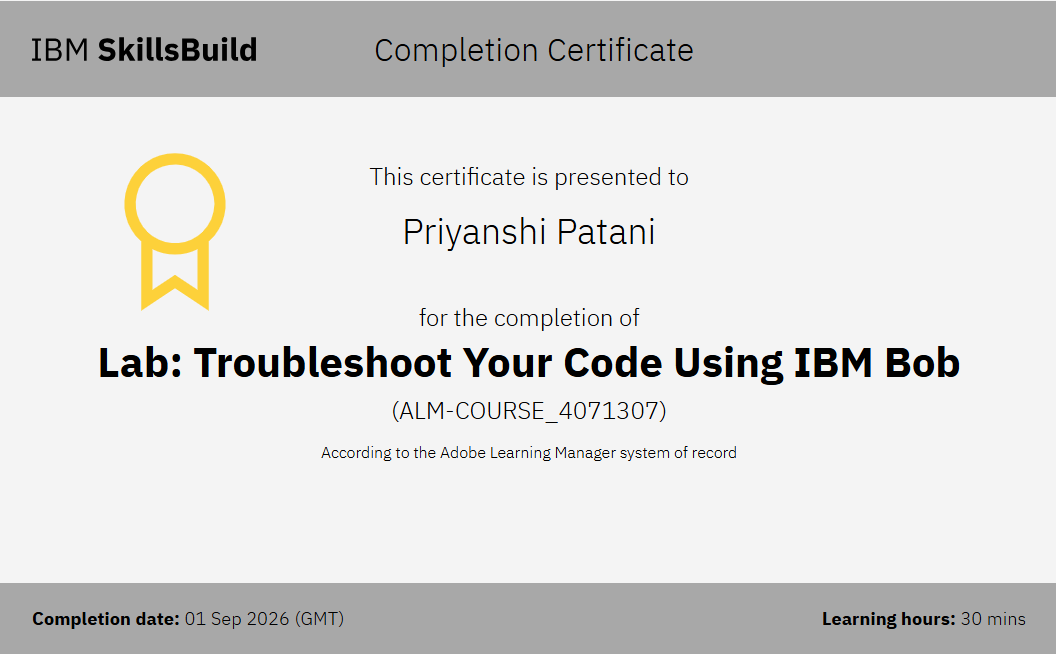 IBM SkillsBuild
Completion Certificate
This certificate is presented to
Priyanshi Patani
for the completion of
Lab: Troubleshoot Your Code Using IBM Bob
(ALM-COURSE_4071307)
According to the Adobe Learning Manager system of record
Completion date: 01 Sep 2026 (GMT)
Learning hours: 30 mins